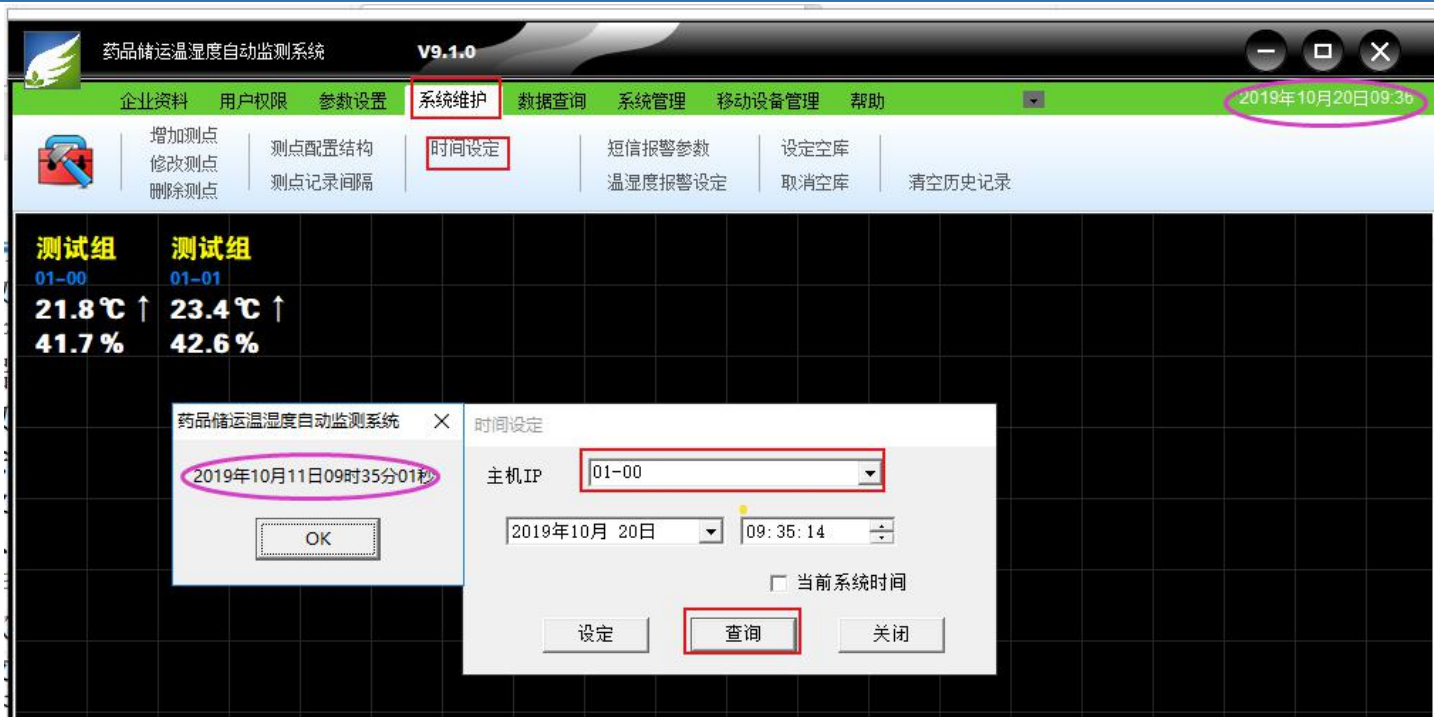 药品储运温湿度自动监测系统 V9.1.0
企业资料 用户权限 参数设置 系统维护 数据查询 系统管理 移动设备管理 帮助 2019年10月20日09:36
增加测点
修改测点
删除测点
测点配置结构
测点记录间隔
时间设定
短信报警参数
温湿度报警设定
设定空库
取消空库
清空历史记录
测试组 测试组
01-00 01-01
21.8℃ ↑ 23.4℃ ↑
41.7% 42.6%
药品储运温湿度自动监测系统
2019年10月11日09时35分01秒
OK
时间设定
主机IP 01-00
2019年10月 20日 09:35:14
当前系统时间
设定 查询 关闭